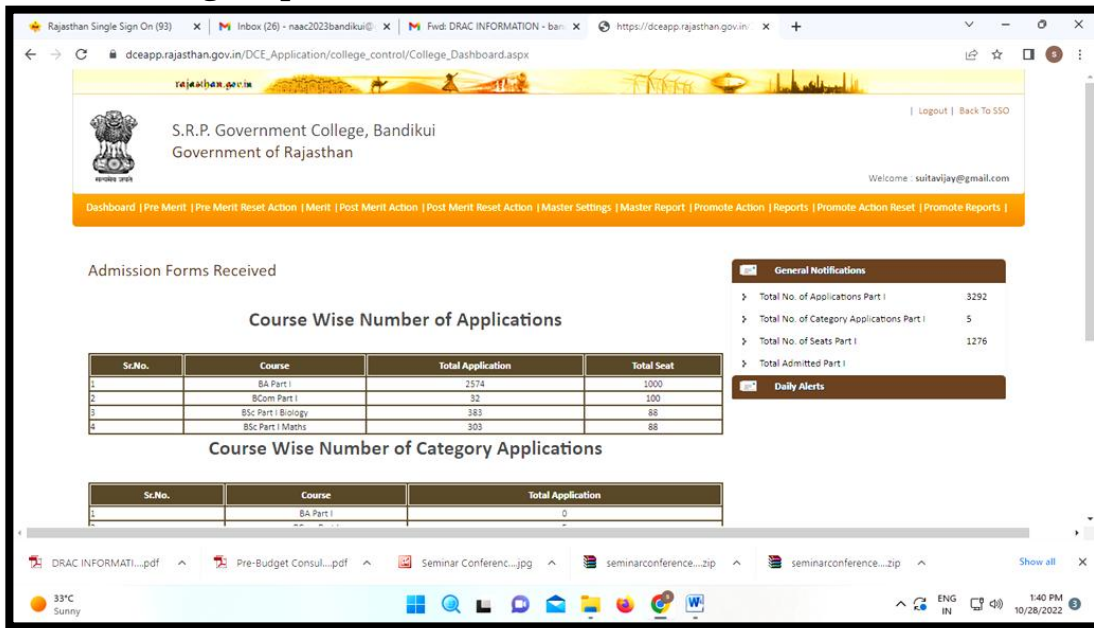 Rajasthan Single Sign On (93)
Inbox (26) - naac2023bandikui@
Fwd: DRAC INFORMATION - ban
https://dceapp.rajasthan.gov.in/
dceapp.rajasthan.gov.in/DCE_Application/college_control/College_Dashboard.aspx
rajasthan.gov.in
| Logout | Back To SSO
S.R.P. Government College, Bandikui
Government of Rajasthan
सत्यमेव जयते
Welcome : suitavijay@gmail.com
Dashboard | Pre Merit | Pre Merit Reset Action | Merit | Post Merit Action | Post Merit Reset Action | Master Settings | Master Report | Promote Action | Reports | Promote Action Reset | Promote Reports |
Admission Forms Received
Course Wise Number of Applications
Sr.No. Course Total Application Total Seat
1 BA Part I 2574 1000
2 BCom Part I 32 100
3 BSc Part I Biology 383 88
4 BSc Part I Maths 303 88
Course Wise Number of Category Applications
Sr.No. Course Total Application
1 BA Part I 0
General Notifications
Total No. of Applications Part I 3292
Total No. of Category Applications Part I 5
Total No. of Seats Part I 1276
Total Admitted Part I
Daily Alerts
DRAC INFORMATI....pdf
Pre-Budget Consul....pdf
Seminar Conferenc....jpg
seminarconference....zip
seminarconference....zip
Show all
33°C
Sunny
ENG
IN
1:40 PM
10/28/2022
3